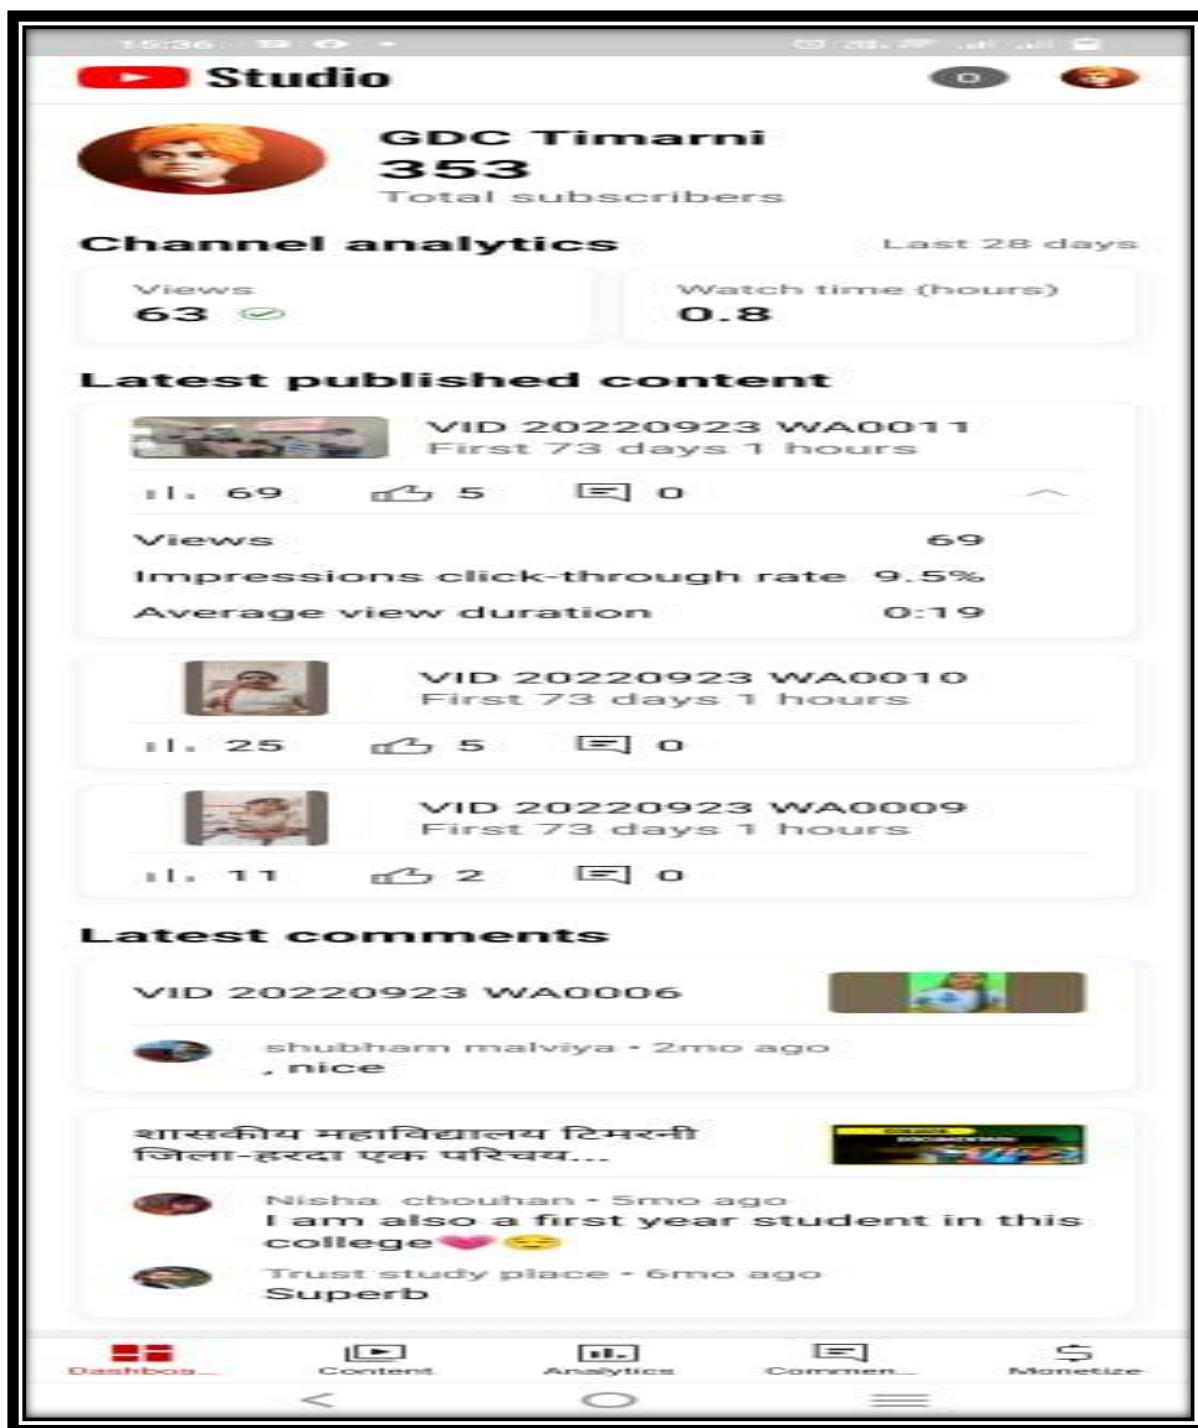 15:36
Studio
0
GDC Timarni
353
Total subscribers
Channel analytics
Last 28 days
Views
63
Watch time (hours)
0.8
Latest published content
VID 20220923 WA0011
First 73 days 1 hours
69 5 0
Views 69
Impressions click-through rate 9.5%
Average view duration 0:19
VID 20220923 WA0010
First 73 days 1 hours
25 5 0
VID 20220923 WA0009
First 73 days 1 hours
11 2 0
Latest comments
VID 20220923 WA0006
shubham malviya • 2mo ago
, nice
शासकीय महाविद्यालय टिमरनी
जिला-हरदा एक परिचय...
Nisha chouhan • 5mo ago
I am also a first year student in this
college💗😌
Trust study place • 6mo ago
Superb
Dashboa... Content Analytics Commen... Monetize